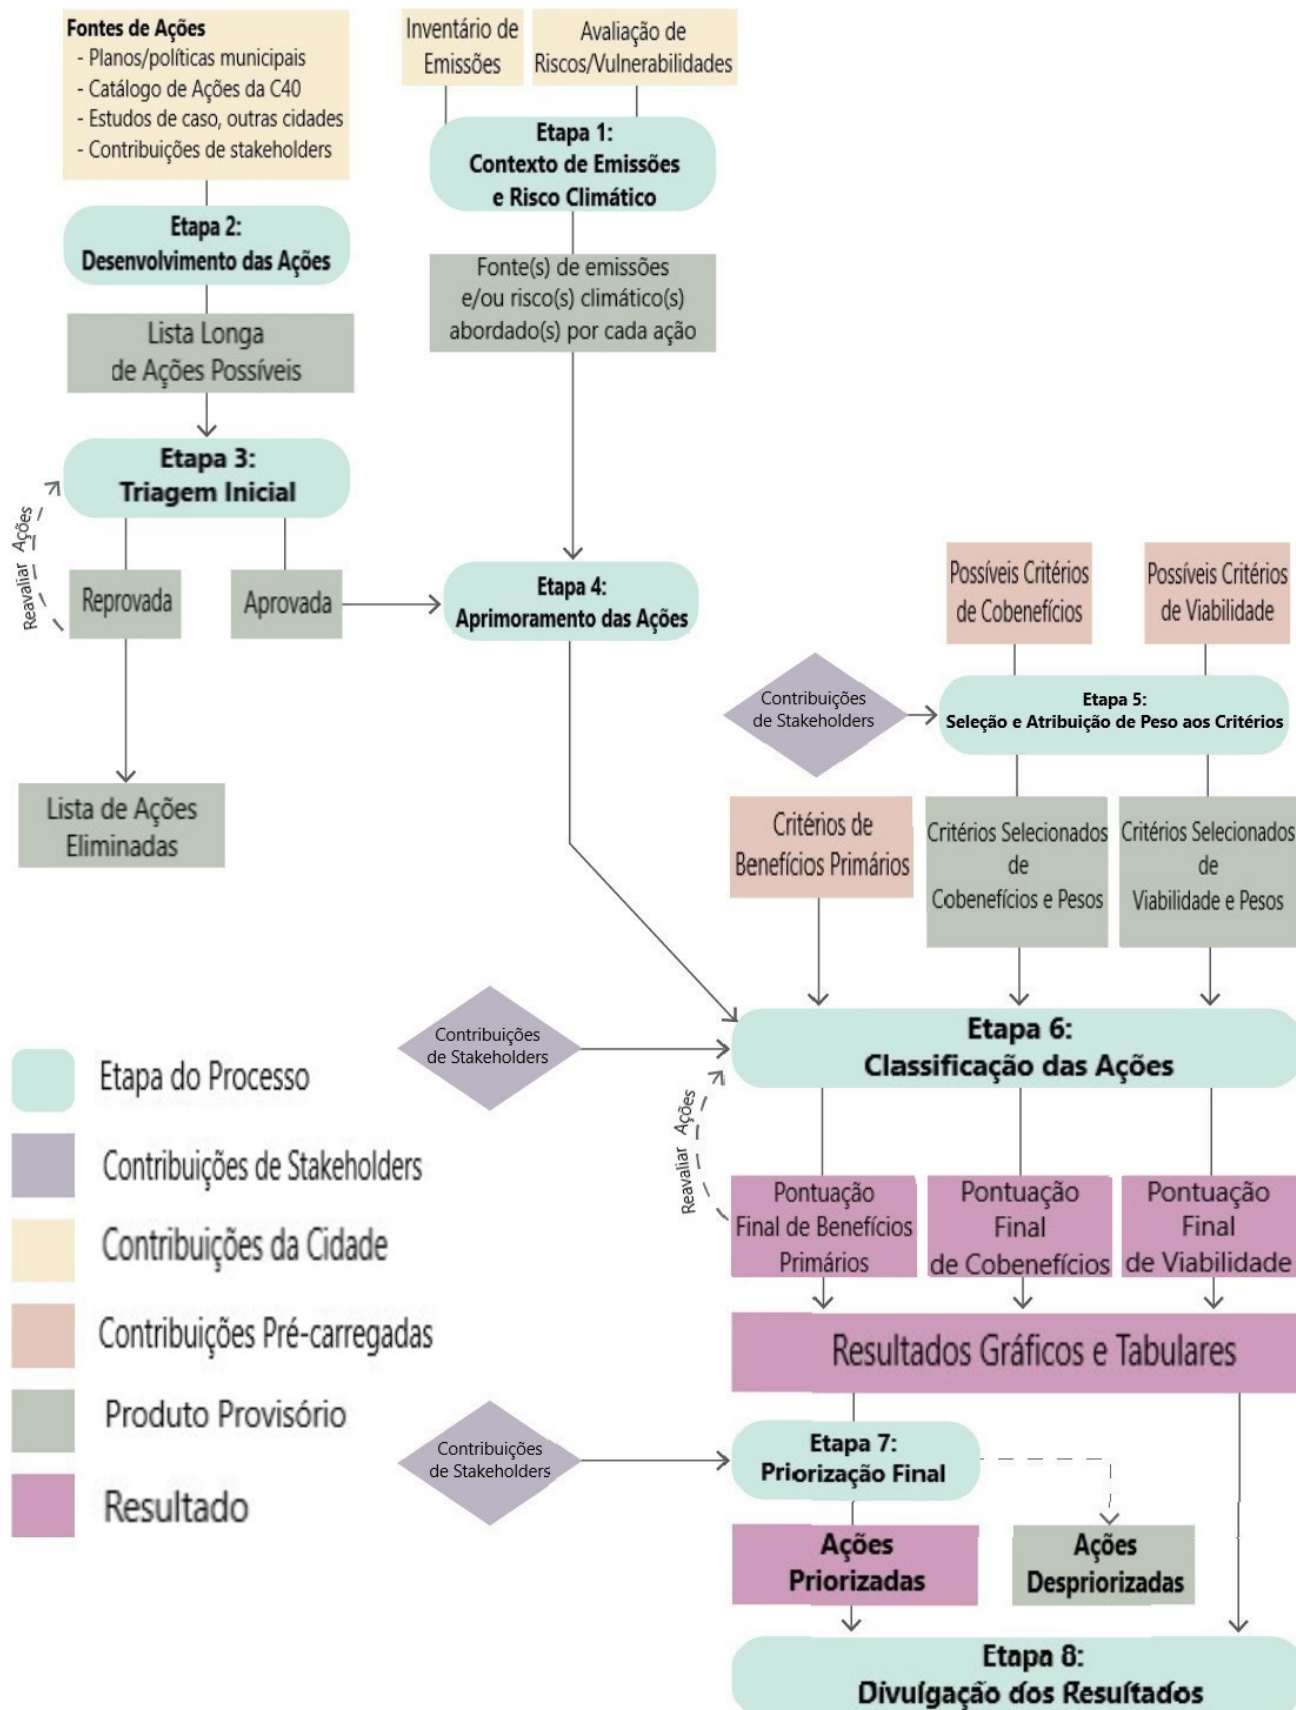 Fontes de Ações
- Planos/políticas municipais
- Catálogo de Ações da C40
- Estudos de caso, outras cidades
- Contribuições de stakeholders
Inventário de
Emissões
Avaliação de
Riscos/Vulnerabilidades
Etapa 1:
Contexto de Emissões
e Risco Climático
Etapa 2:
Desenvolvimento das Ações
Fonte(s) de emissões
e/ou risco(s) climático(s)
abordado(s) por cada ação
Lista Longa
de Ações Possíveis
Etapa 3:
Triagem Inicial
Reavaliar Ações
Reprovada
Aprovada
Etapa 4:
Aprimoramento das Ações
Lista de Ações
Eliminadas
Possíveis Critérios
de Cobenefícios
Possíveis Critérios
de Viabilidade
Contribuições
de Stakeholders
Etapa 5:
Seleção e Atribuição de Peso aos Critérios
Critérios de
Benefícios Primários
Critérios Selecionados
de
Cobenefícios e Pesos
Critérios Selecionados
de
Viabilidade e Pesos
Contribuições
de Stakeholders
Etapa 6:
Classificação das Ações
Reavaliar Ações
Pontuação
Final de Benefícios
Primários
Pontuação
Final
de Cobenefícios
Pontuação
Final
de Viabilidade
Resultados Gráficos e Tabulares
Contribuições
de Stakeholders
Etapa 7:
Priorização Final
Ações
Priorizadas
Ações
Despriorizadas
Etapa 8:
Divulgação dos Resultados
Etapa do Processo
Contribuições de Stakeholders
Contribuições da Cidade
Contribuições Pré-carregadas
Produto Provisório
Resultado